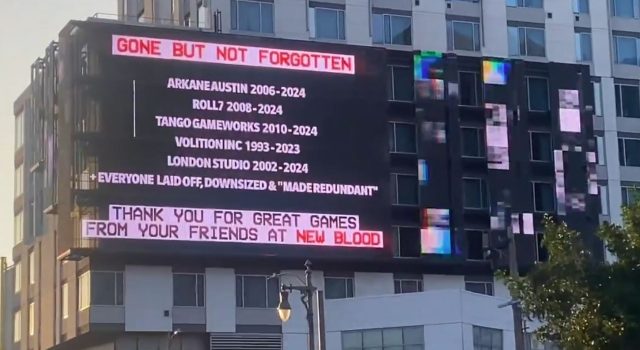 GONE BUT NOT FORGOTTEN
ARKANE AUSTIN 2006-2024
ROLL7 2008-2024
TANGO GAMEWORKS 2010-2024
VOLITION INC 1993-2023
LONDON STUDIO 2002-2024
+ EVERYONE LAID OFF, DOWNSIZED & "MADE REDUNDANT"
THANK YOU FOR GREAT GAMES
FROM YOUR FRIENDS AT NEW BLOOD